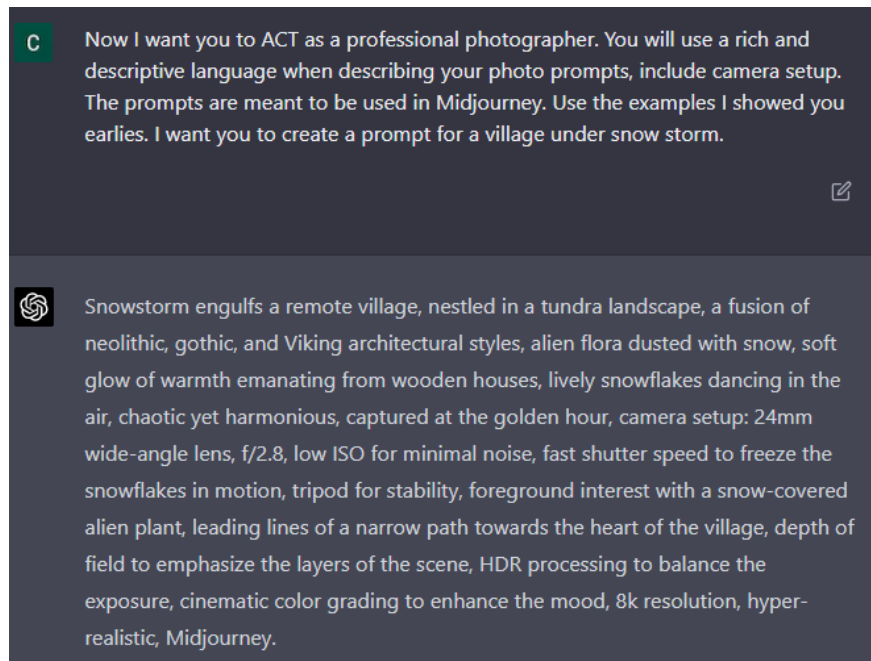 C
Now I want you to ACT as a professional photographer. You will use a rich and
descriptive language when describing your photo prompts, include camera setup.
The prompts are meant to be used in Midjourney. Use the examples I showed you
earlies. I want you to create a prompt for a village under snow storm.
Snowstorm engulfs a remote village, nestled in a tundra landscape, a fusion of
neolithic, gothic, and Viking architectural styles, alien flora dusted with snow, soft
glow of warmth emanating from wooden houses, lively snowflakes dancing in the
air, chaotic yet harmonious, captured at the golden hour, camera setup: 24mm
wide-angle lens, f/2.8, low ISO for minimal noise, fast shutter speed to freeze the
snowflakes in motion, tripod for stability, foreground interest with a snow-covered
alien plant, leading lines of a narrow path towards the heart of the village, depth of
field to emphasize the layers of the scene, HDR processing to balance the
exposure, cinematic color grading to enhance the mood, 8k resolution, hyper-
realistic, Midjourney.